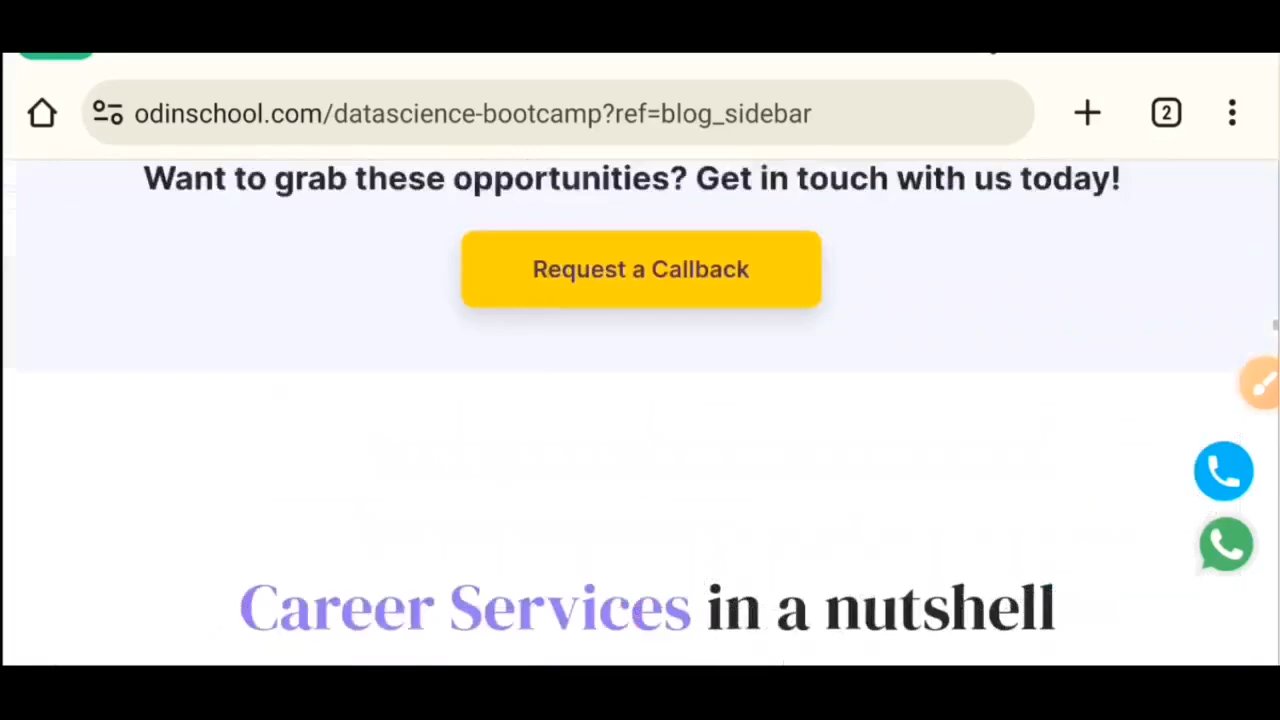 odinschool.com/datascience-bootcamp?ref=blog_sidebar
2
Want to grab these opportunities? Get in touch with us today!
Request a Callback
Career Services in a nutshell